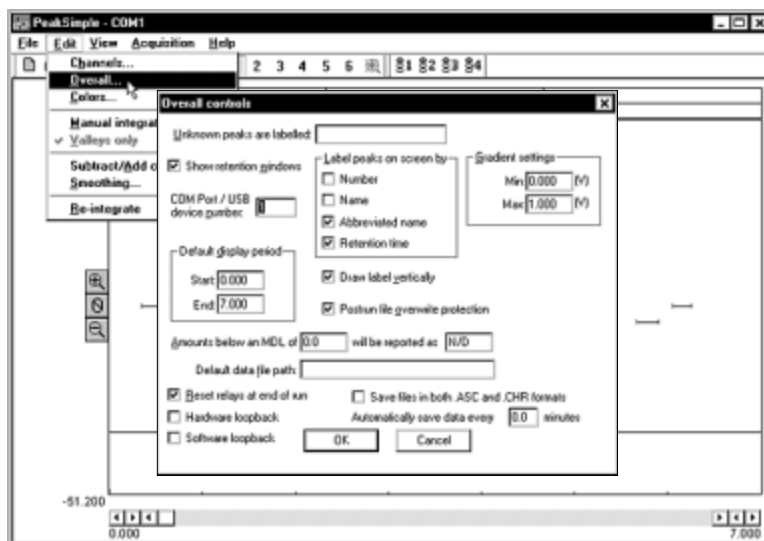 PeakSimple - COM1
File Edit View Acquisition Help
Channels...
2 3 4 5 6 1 2 3 4
Overall...
Colors...
Overall controls
Manual integrat
Valleys only
Subtract/Add c
Smoothing...
Re-integrate
Unknown peaks are labelled:
Show retention windows
COM Port / USB
device number:
1
Default display period
Start: 0.000
End: 7.000
Label peaks on screen by
Number
Name
Abbreviated name
Retention time
Gradient settings
Min: 0.000 (V)
Max: 1.000 (V)
Draw label vertically
Postrun file overwrite protection
Amounts below an MDL of 0.0 will be reported as N/D
Default data file path:
Reset relays at end of run
Save files in both .ASC and .CHR formats
Hardware loopback
Automatically save data every 0.0 minutes
Software loopback
OK
Cancel
-51.200
0.000
7.000